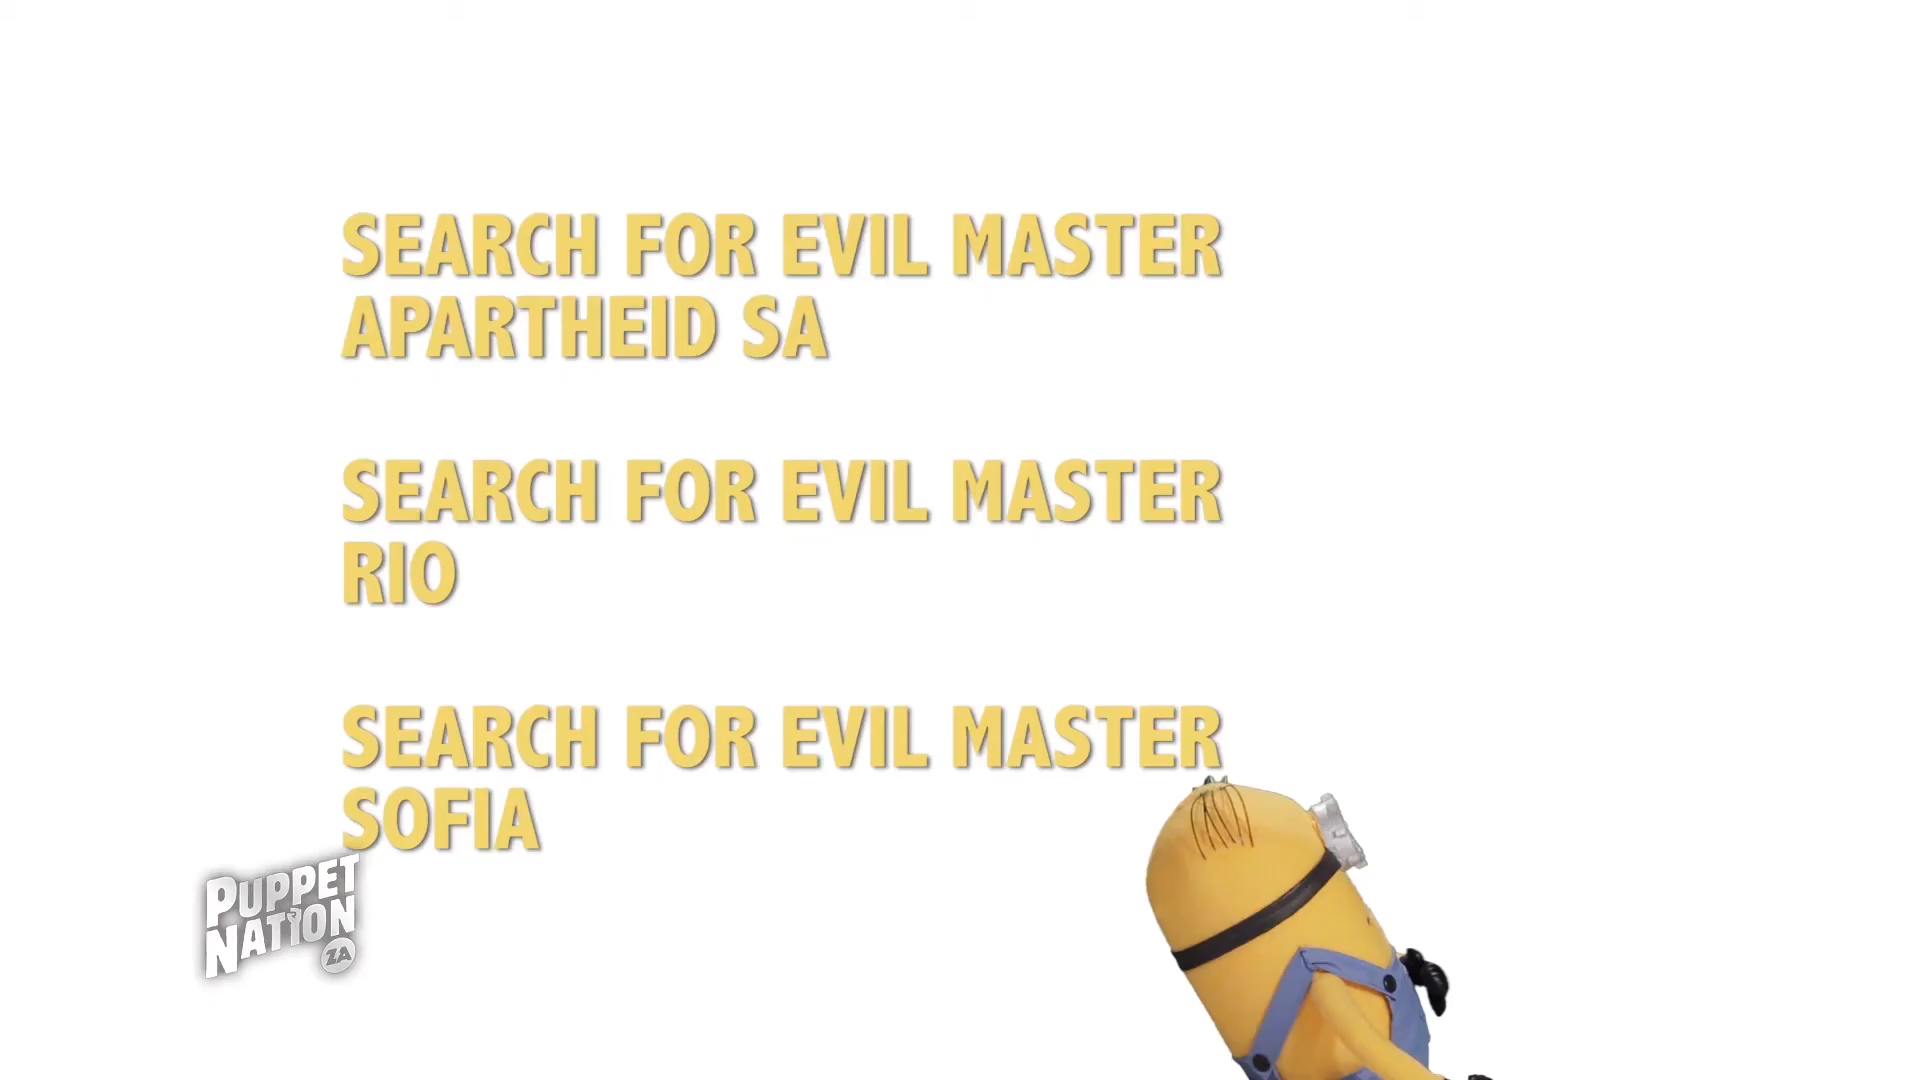 SEARCH FOR EVIL MASTER
APARTHEID SA
SEARCH FOR EVIL MASTER
RIO
SEARCH FOR EVIL MASTER
SOFIA
PUPPET
NATION
ZA